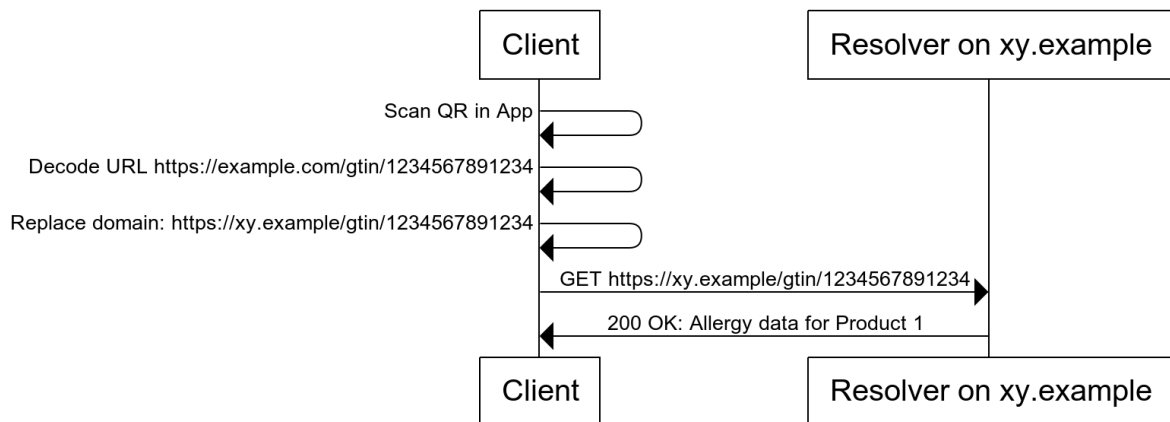 Client
Resolver on xy.example
Scan QR in App
Decode URL https://example.com/gtin/1234567891234
Replace domain: https://xy.example/gtin/1234567891234
GET https://xy.example/gtin/1234567891234
200 OK: Allergy data for Product 1
Client
Resolver on xy.example